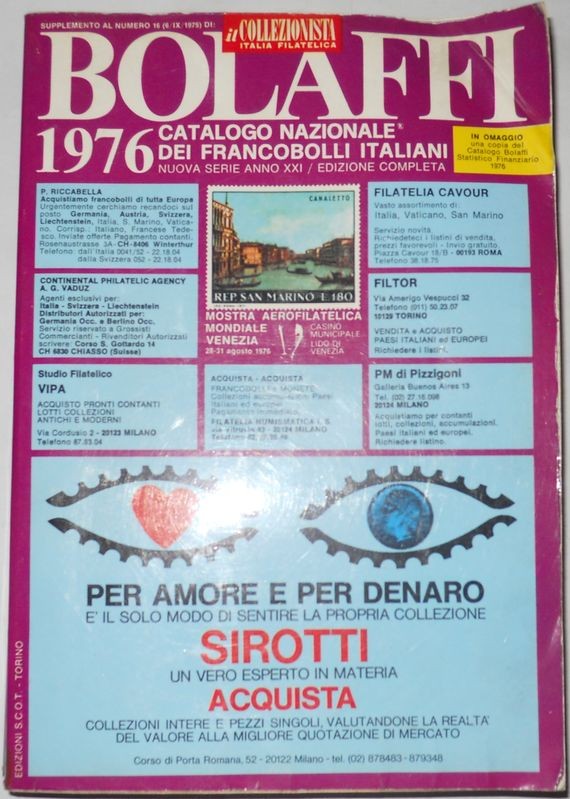 SUPPLEMENTO AL NUMERO 16 (6/IX/1975) DI:
il COLLEZIONISTA
ITALIA FILATELICA
BOLAFFI
1976
CATALOGO NAZIONALE®
DEI FRANCOBOLLI ITALIANI
NUOVA SERIE ANNO XXI / EDIZIONE COMPLETA
IN OMAGGIO
una copia del
Catalogo Bolaffi
Statistico Finanziario
1976
P. RICCABELLA
Acquistiamo francobolli di tutta Europa
Urgentemente cerchiamo recandoci sul
posto Germania, Austria, Svizzera,
Liechtenstein, Italia, S. Marino, Vatica-
no. Corrisp.: Italiano, Francese Tede-
sco. Inviate offerte Pagamento contanti.
Rosenaustrasse 3A - CH-8406 Winterthur
Telefono: dall'Italia 0041/52 - 22.18.04
dalla Svizzera 052 - 22.18.04
CANALETTO
REP. SAN MARINO L.180
MOSTRA AEROFILATELICA
MONDIALE
VENEZIA
28-31 agosto 1976
CASINÒ
MUNICIPALE
LIDO DI
VENEZIA
FILATELIA CAVOUR
Vasto assortimento di:
Italia, Vaticano, San Marino
Servizio novità
Richiedeteci i listini di vendita,
prezzi favorevoli - Invio gratuito.
Piazza Cavour 18/B - 00193 ROMA
Telefono 38.18.75
CONTINENTAL PHILATELIC AGENCY
A. G. VADUZ
Agenti esclusivi per:
Italia - Svizzera - Liechtenstein
Distributori Autorizzati per:
Germania Occ. e Berlino Occ.
Servizio riservato a Grossisti
Commercianti - Rivenditori Autorizzati
scrivere: Corso S. Gottardo 14
CH 6830 CHIASSO (Suisse)
FILTOR
Via Amerigo Vespucci 32
Telefono (011) 50.23.07
10129 TORINO
VENDITA e ACQUISTO
PAESI ITALIANI ed EUROPEI
Richiedere i listini.
Studio Filatelico
VIPA
ACQUISTO PRONTI CONTANTI
LOTTI COLLEZIONI
ANTICHI E MODERNI
Via Cordusio 2 - 20123 MILANO
Telefono 87.93.04
ACQUISTA - ACQUISTA
FRANCOBOLLI e MONETE
Collezioni accumulazioni Paesi
Italiani ed europei
Pagamento immediato
FILATELIA NUMISMATICA I. S.
20124 MILANO
PM di Pizzigoni
Galleria Buenos Aires 13
Tel. (02) 27.16.098
20124 MILANO
Acquistiamo per contanti
lotti, collezioni, accumulazioni.
Paesi italiani ed europei.
Richiedere listino.
PER AMORE E PER DENARO
E' IL SOLO MODO DI SENTIRE LA PROPRIA COLLEZIONE
SIROTTI
UN VERO ESPERTO IN MATERIA
ACQUISTA
COLLEZIONI INTERE E PEZZI SINGOLI, VALUTANDONE LA REALTA'
DEL VALORE ALLA MIGLIORE QUOTAZIONE DI MERCATO
Corso di Porta Romana, 52 - 20122 Milano - tel. (02) 878483 - 879348
EDIZIONI S.C.O.T. - TORINO